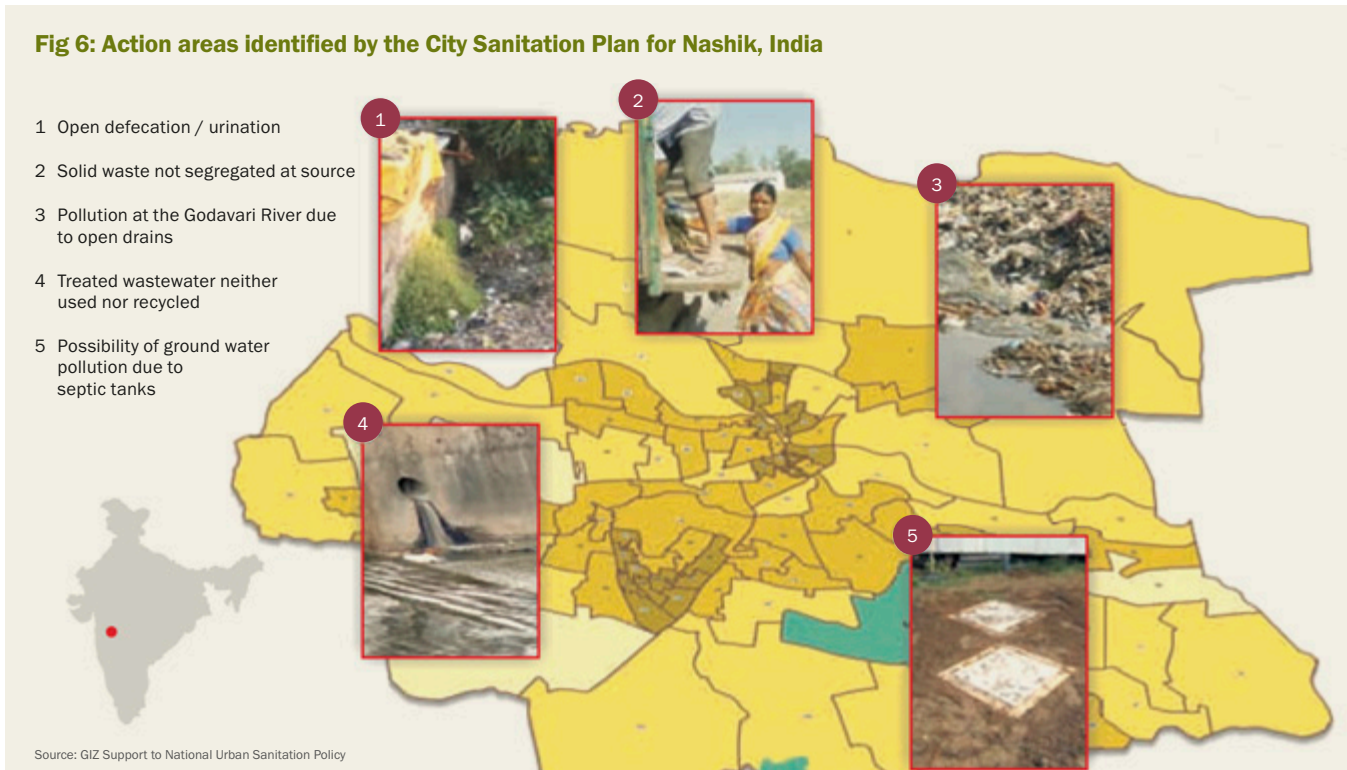 Fig 6: Action areas identified by the City Sanitation Plan for Nashik, India
1 Open defecation / urination
2 Solid waste not segregated at source
3 Pollution at the Godavari River due
to open drains
4 Treated wastewater neither
used nor recycled
5 Possibility of ground water
pollution due to
septic tanks
1
2
3
4
5
Source: GIZ Support to National Urban Sanitation Policy